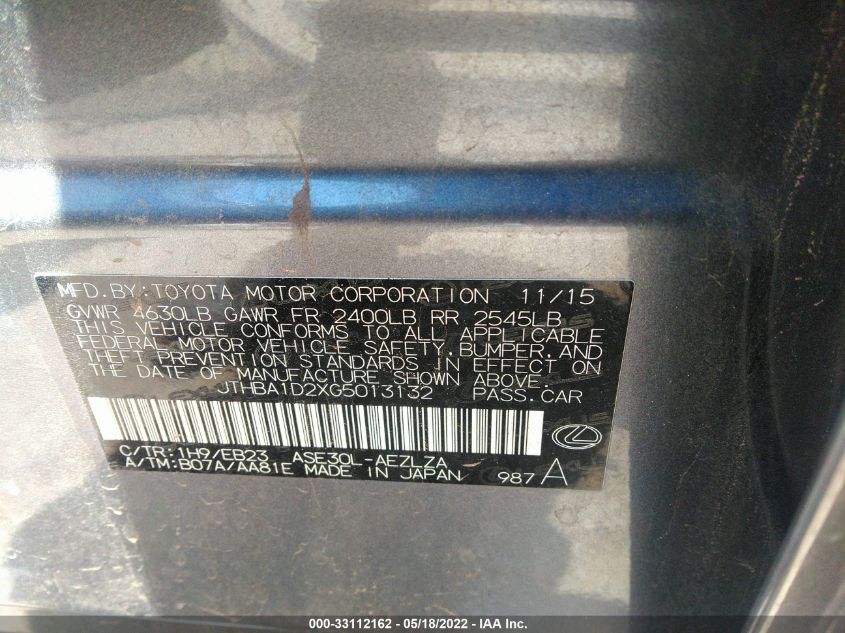 MFD.BY:TOYOTA MOTOR CORPORATION 11/15
GVWR 4630LB GAWR FR 2400LB RR 2545LB
THIS VEHICLE CONFORMS TO ALL APPLICABLE
FEDERAL MOTOR VEHICLE SAFETY,BUMPER,AND
THEFT PREVENTION STANDARDS IN EFFECT ON
THE DATE OF MANUFACTURE SHOWN ABOVE.
JTHBA1D2XG5013132 PASS.CAR
C/TR:1H9/EB23 ASE30L-AEZLZA
A/TM:B07A/AA81E MADE IN JAPAN 987A
000-33112162 - 05/18/2022 - IAA Inc.